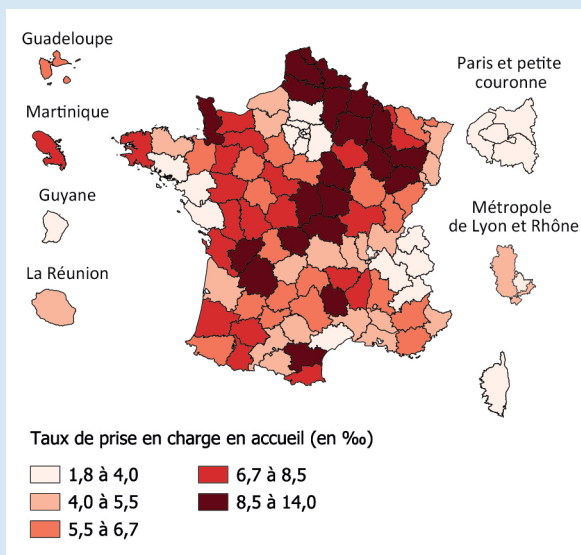 Guadeloupe
Martinique
Guyane
La Réunion
Paris et petite
couronne
Métropole
de Lyon et Rhône
Taux de prise en charge en accueil (en ‰)
1,8 à 4,0
4,0 à 5,5
5,5 à 6,7
6,7 à 8,5
8,5 à 14,0